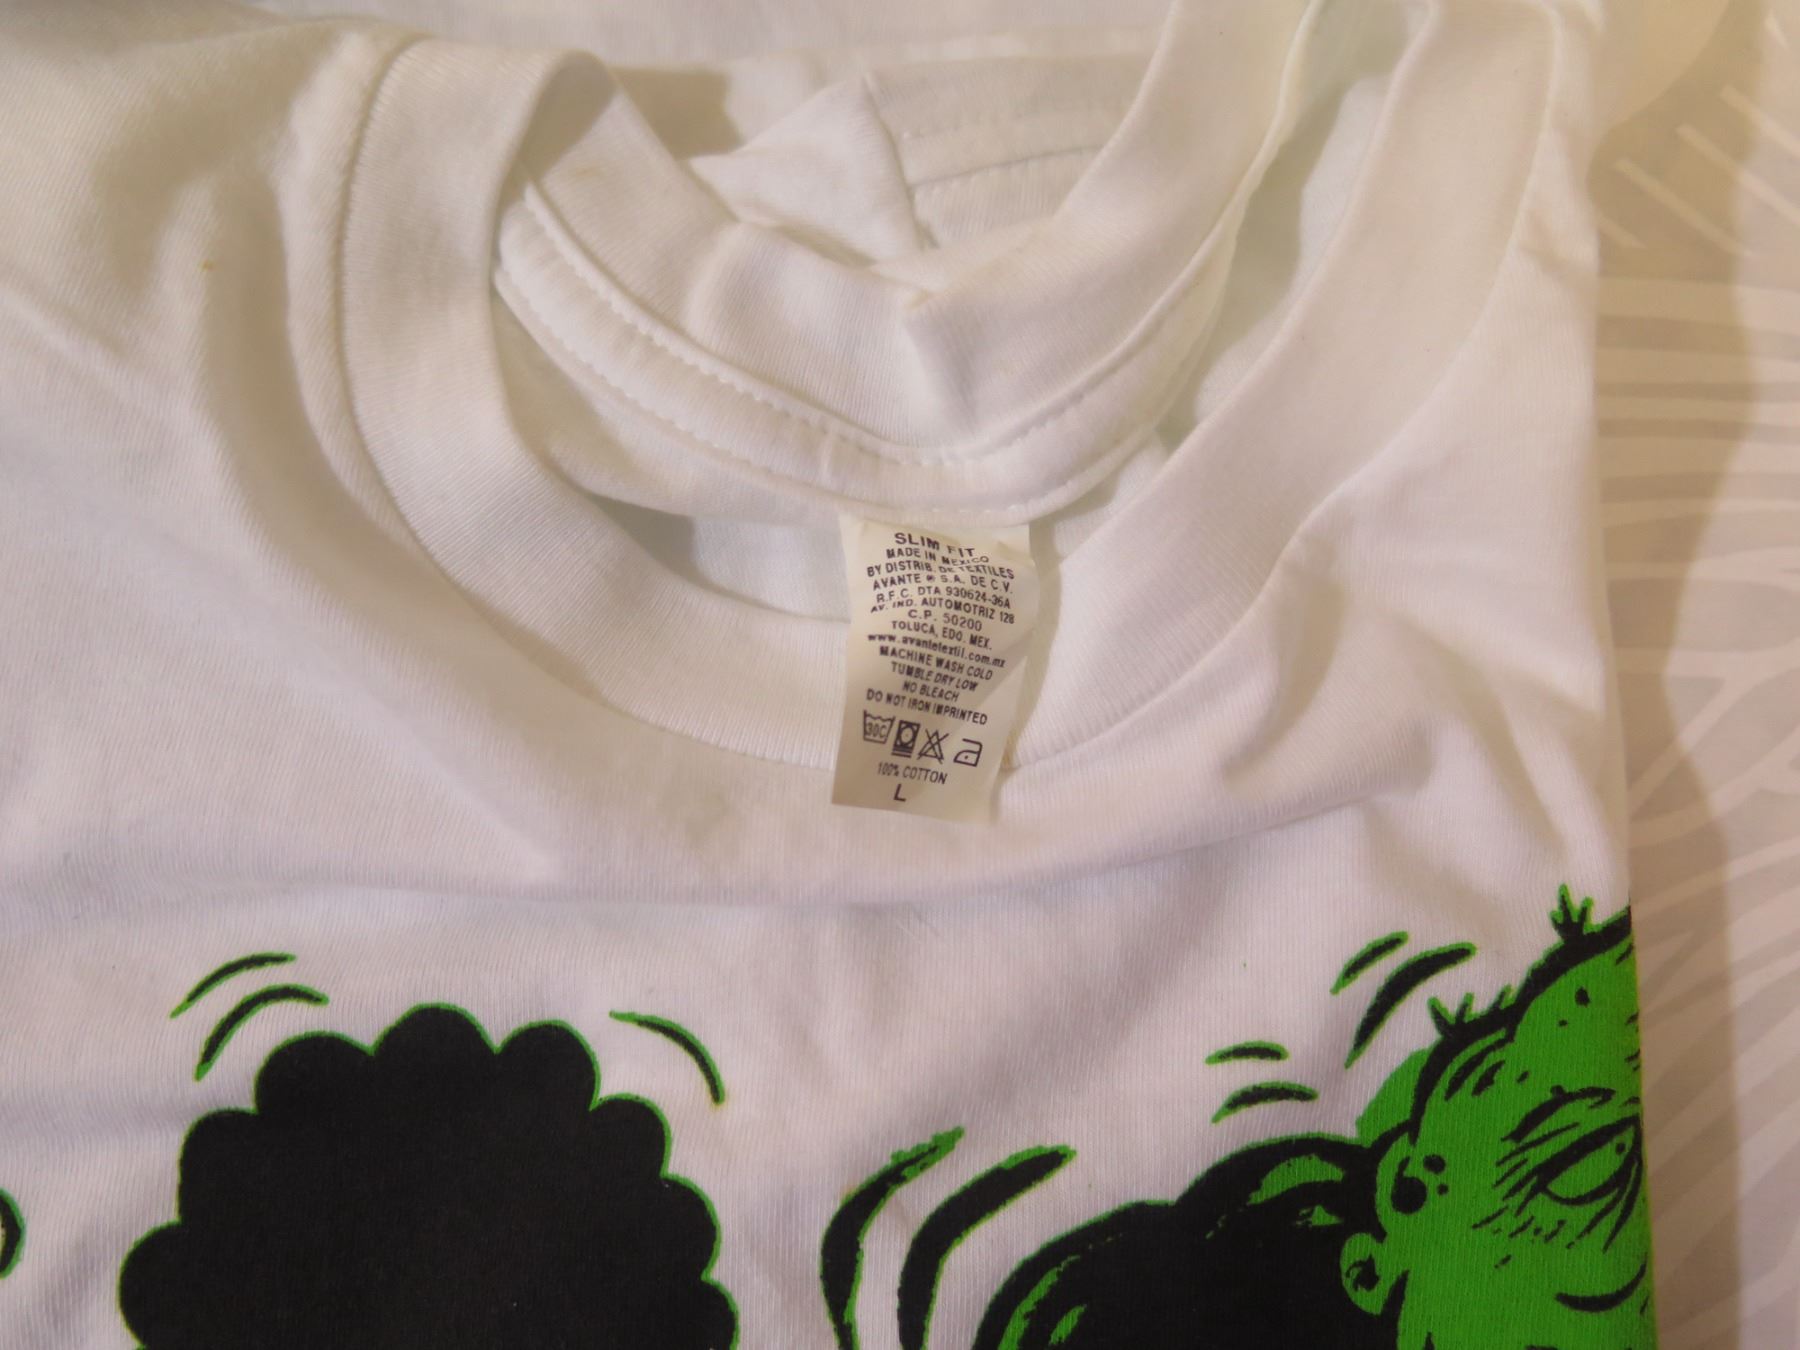 SLIM FIT
MADE IN MEXICO
BY DISTRIB. DE TEXTILES
AVANTE ® S.A. DE C.V.
R.F.C. DTA 930624-36A
AV. IND. AUTOMOTRIZ 128
C.P. 50200
TOLUCA, EDO. MEX.
www.avantetextil.com.mx
MACHINE WASH COLD
TUMBLE DRY LOW
NO BLEACH
DO NOT IRON IMPRINTED
30C
100% COTTON
L